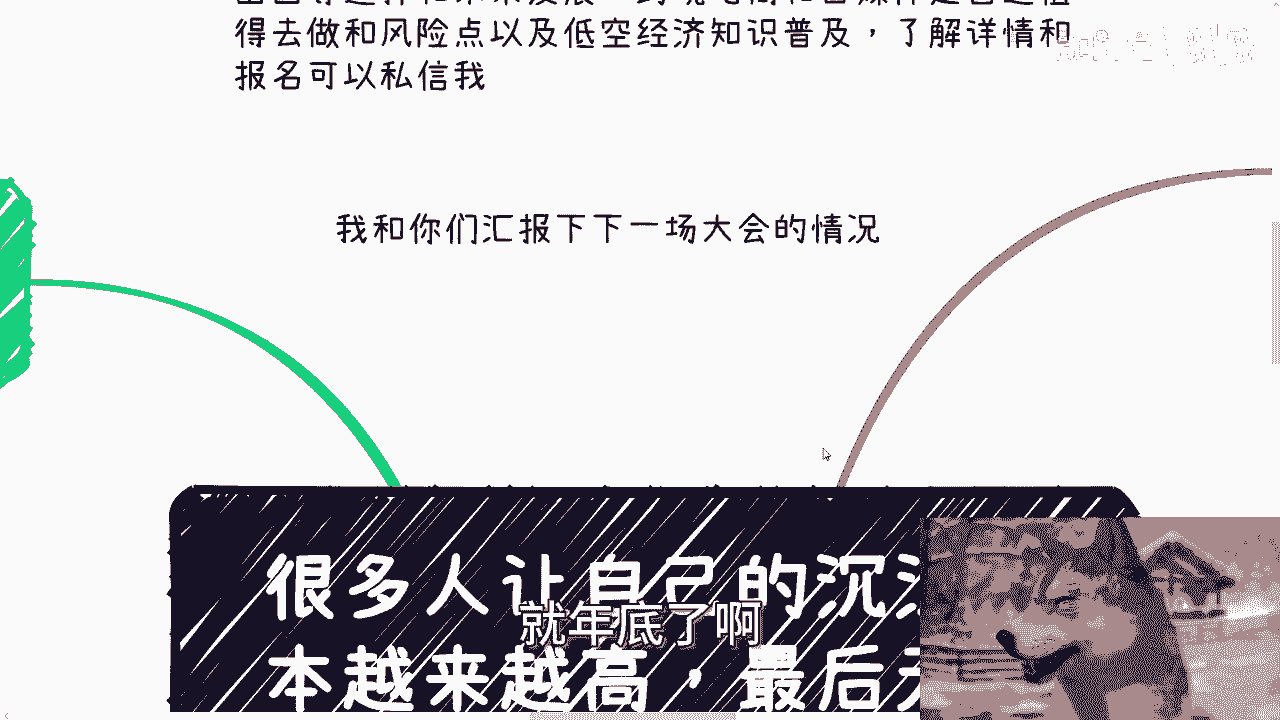 得去做和风险点以及低空经济知识普及，了解详情和
报名可以私信我
我和你们汇报下下一场大会的情况
很多人让自己的沉
就年底了啊
本越来越高，最后